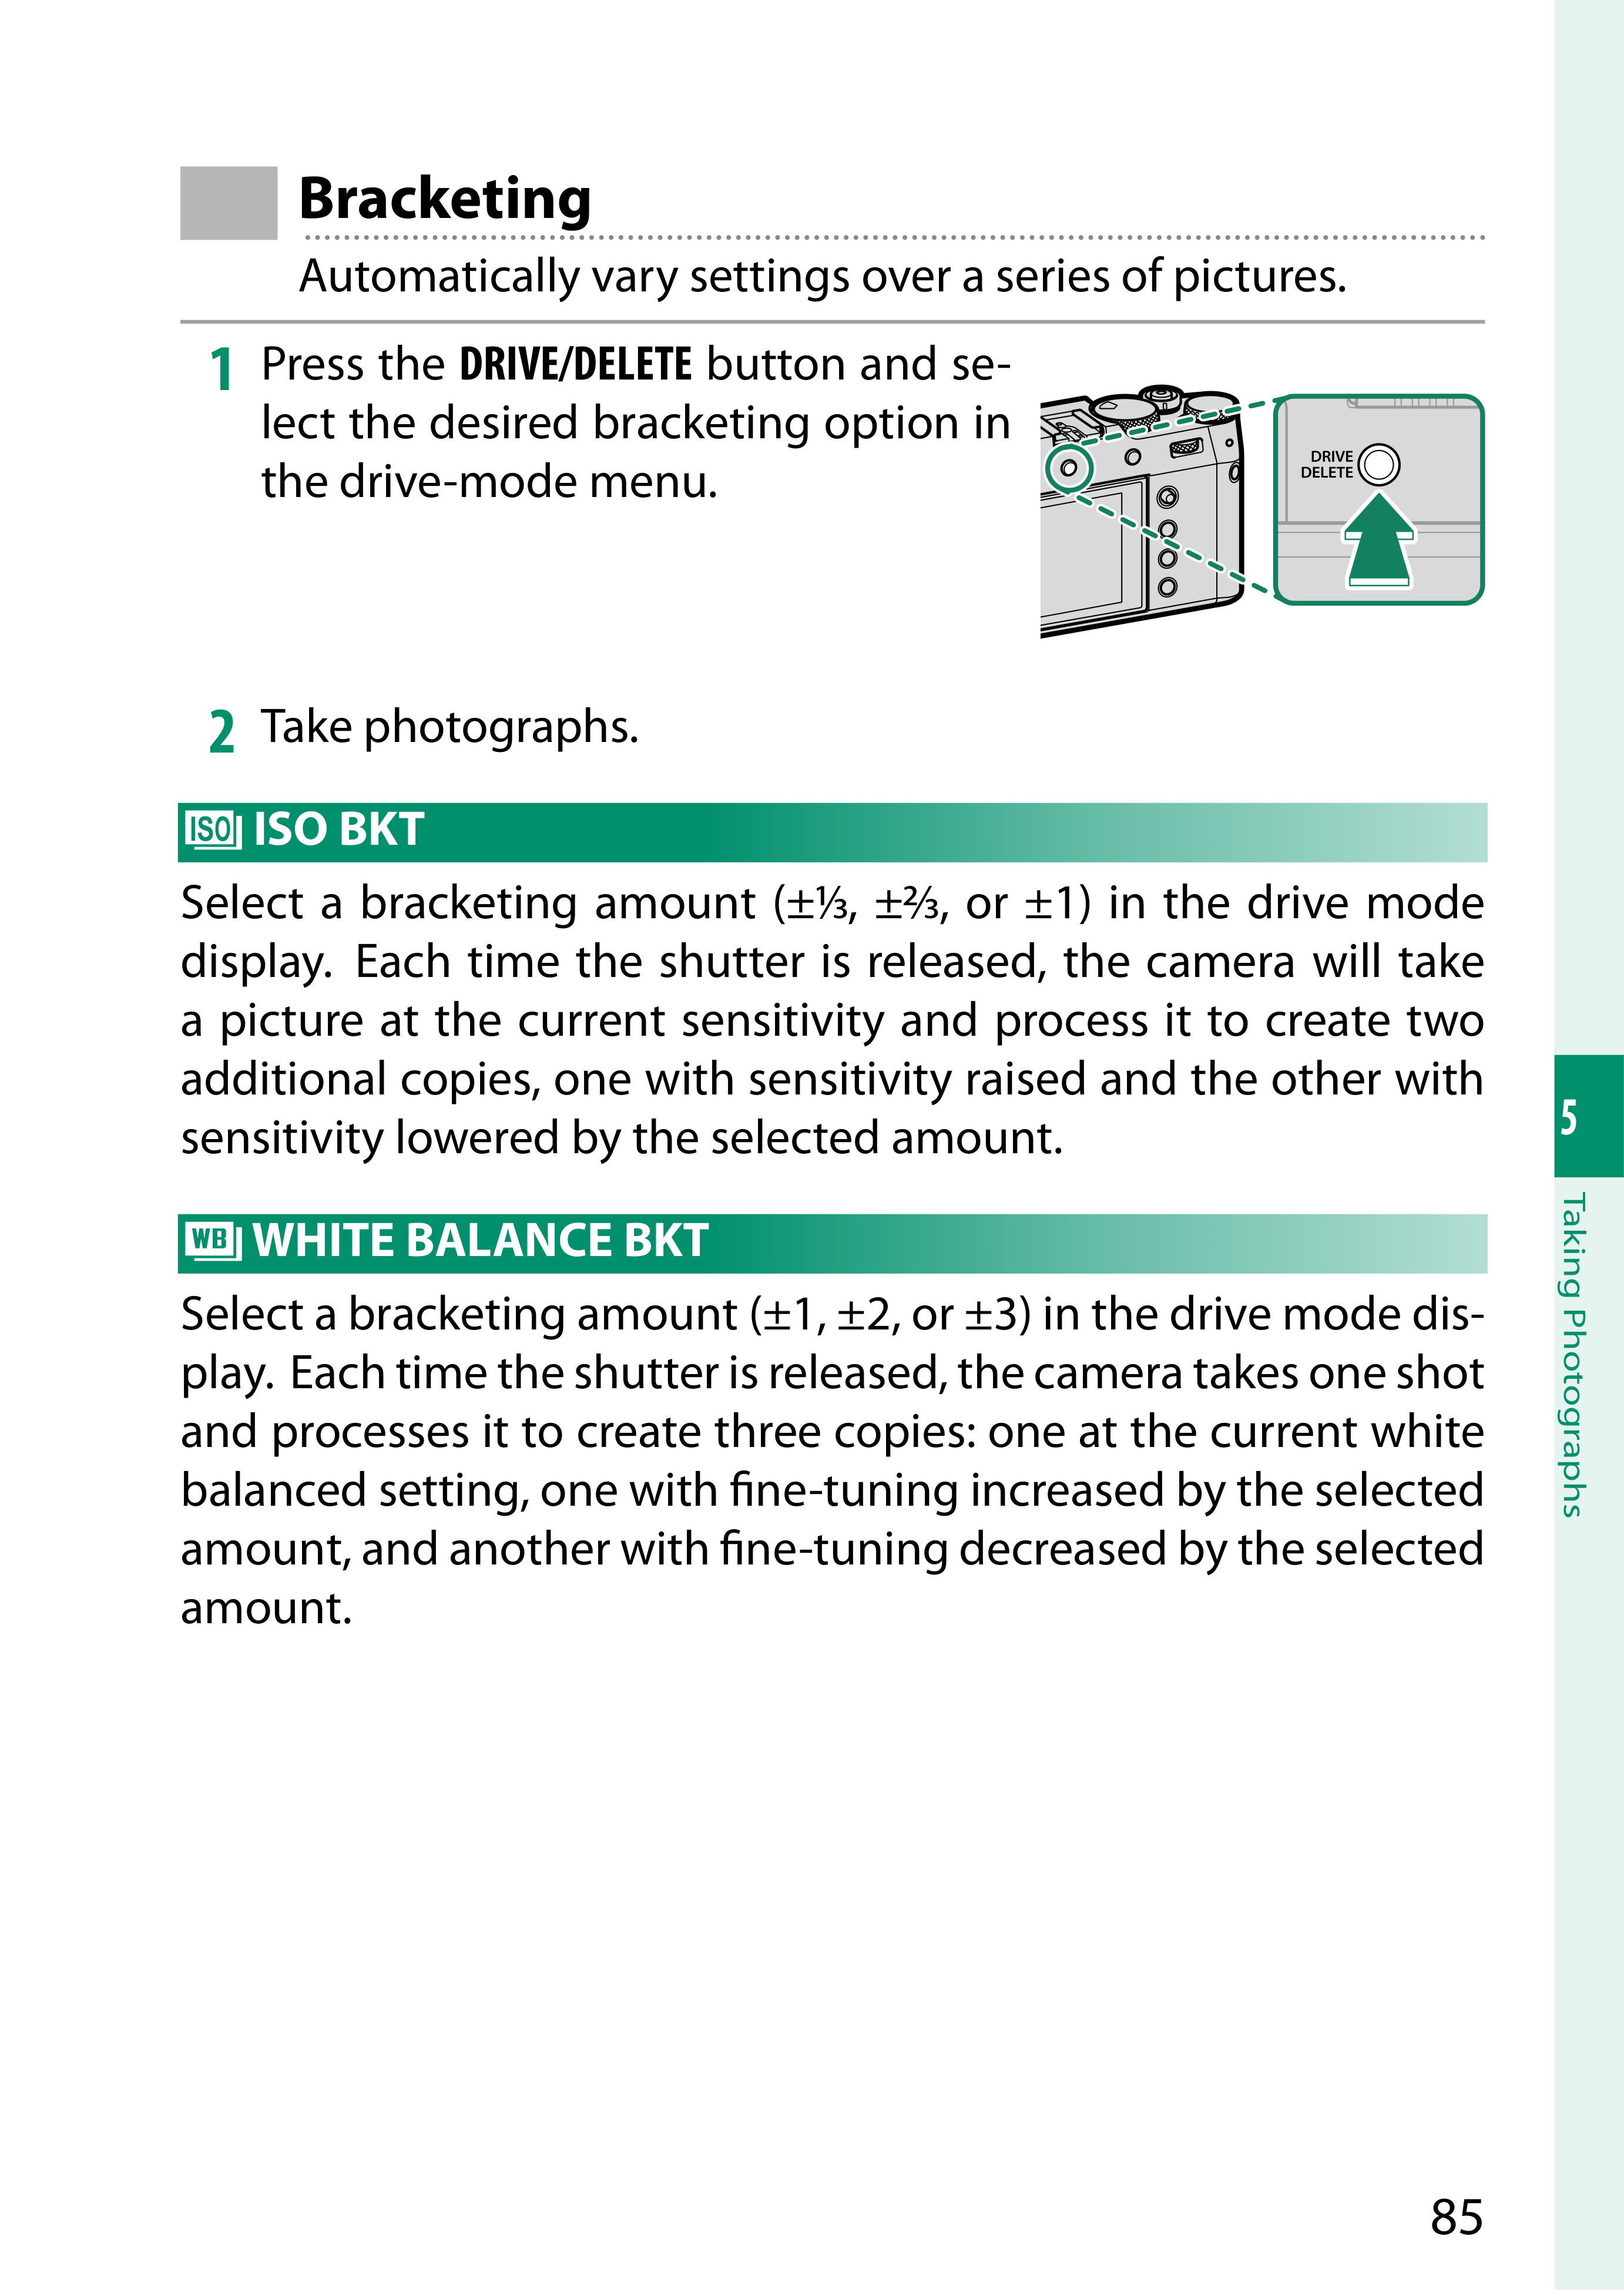 Bracketing
Automatically vary settings over a series of pictures.
1 Press the DRIVE/DELETE button and se-
lect the desired bracketing option in
the drive-mode menu.
DRIVE
DELETE
2 Take photographs.
ISO ISO BKT
Select a bracketing amount (±⅓, ±⅔, or ±1) in the drive mode
display. Each time the shutter is released, the camera will take
a picture at the current sensitivity and process it to create two
additional copies, one with sensitivity raised and the other with
sensitivity lowered by the selected amount.
WB WHITE BALANCE BKT
Select a bracketing amount (±1, ±2, or ±3) in the drive mode dis-
play. Each time the shutter is released, the camera takes one shot
and processes it to create three copies: one at the current white
balanced setting, one with fine-tuning increased by the selected
amount, and another with fine-tuning decreased by the selected
amount.
5
Taking Photographs
85